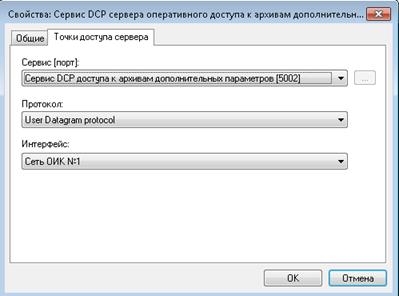 Свойства: Сервис DCP сервера оперативного доступа к архивам дополнительн...
Общие
Точки доступа сервера
Сервис [порт]:
Сервис DCP доступа к архивам дополнительных параметров [5002]
...
Протокол:
User Datagram protocol
Интерфейс:
Сеть ОИК №1
OK
Отмена